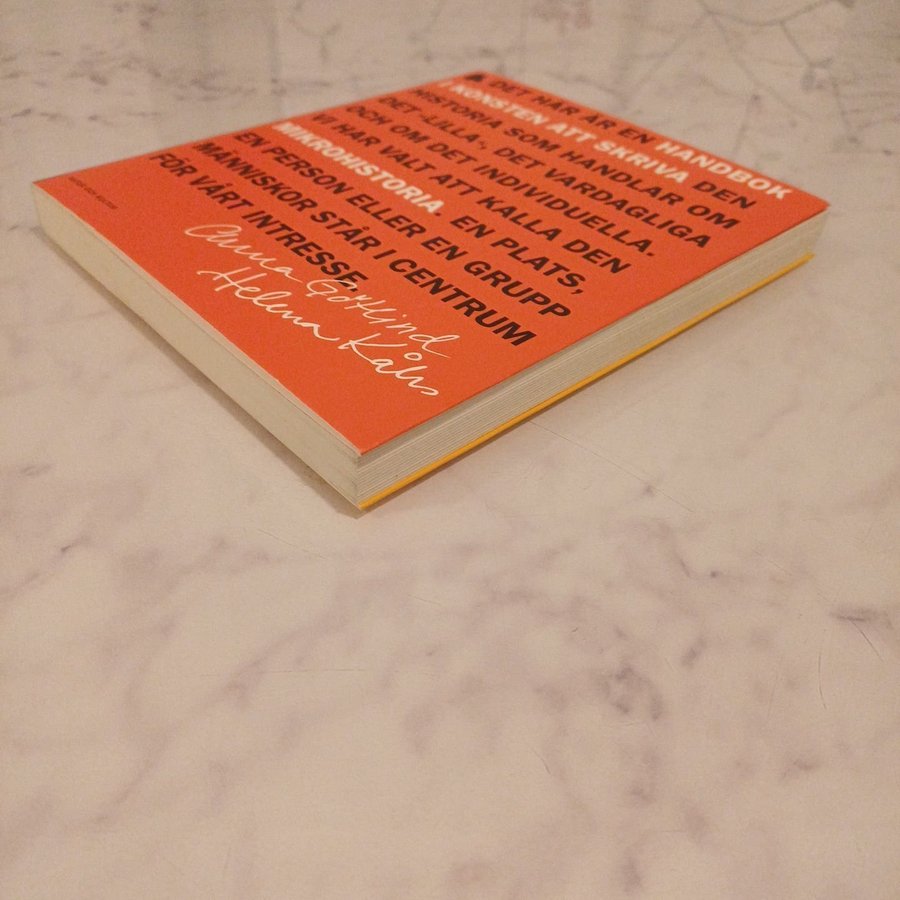 DET HÄR ÄR EN HANDBOK
I KONSTEN ATT SKRIVA DEN
HISTORIA SOM HANDLAR OM
DET »LILLA», DET VARDAGLIGA
OCH OM DET INDIVIDUELLA.
VI HAR VALT ATT KALLA DEN
MIKROHISTORIA. EN PLATS,
EN PERSON ELLER EN GRUPP
MÄNNISKOR STÅR I CENTRUM
FÖR VÅRT INTRESSE.
Anna Götlind
Helena Kåks